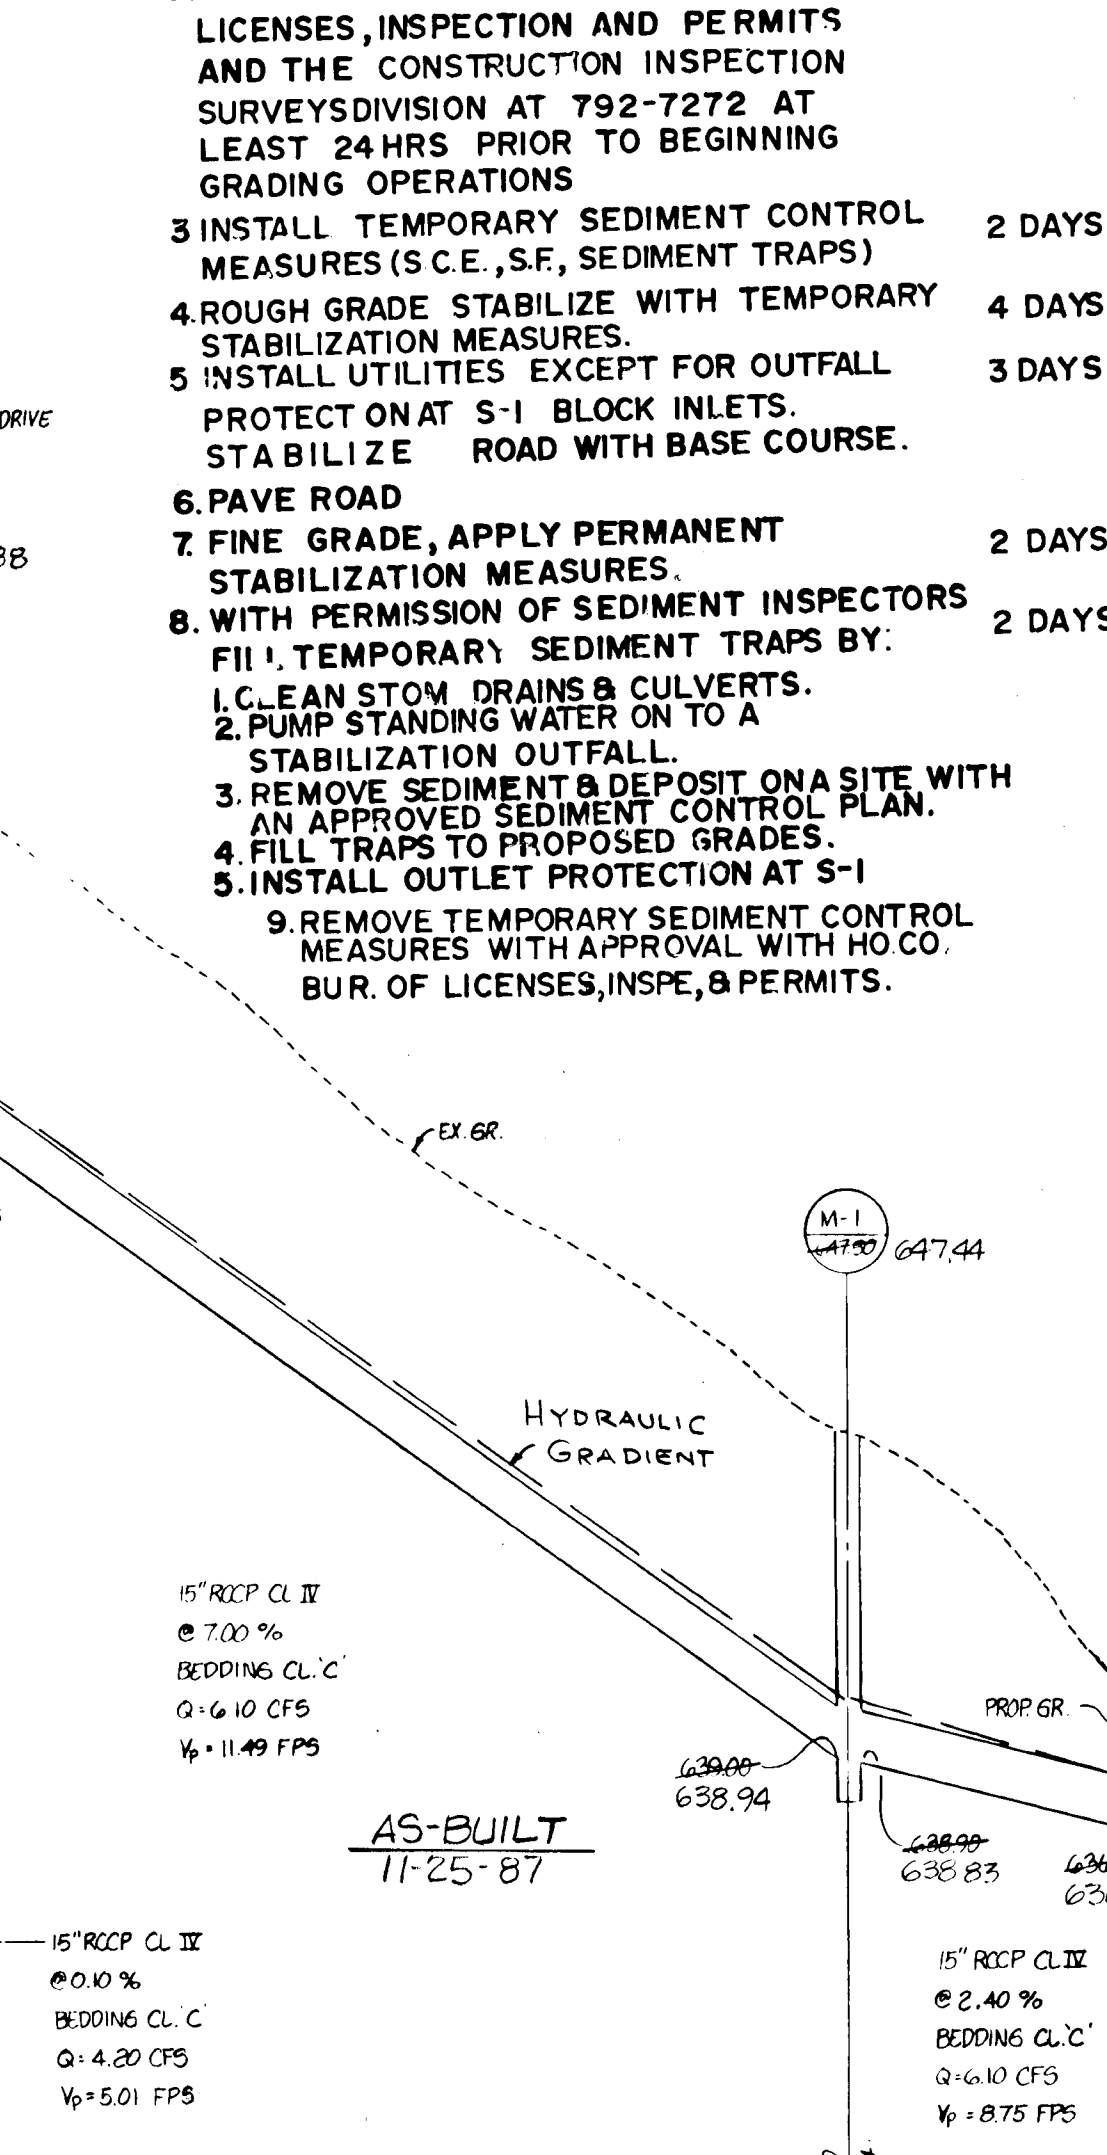 LICENSES, INSPECTION AND PERMITS
AND THE CONSTRUCTION INSPECTION
SURVEYS DIVISION AT 792-7272 AT
LEAST 24 HRS PRIOR TO BEGINNING
GRADING OPERATIONS
3 INSTALL TEMPORARY SEDIMENT CONTROL 2 DAYS
MEASURES (S.C.E., S.F., SEDIMENT TRAPS)
4. ROUGH GRADE STABILIZE WITH TEMPORARY 4 DAYS
STABILIZATION MEASURES.
5 INSTALL UTILITIES EXCEPT FOR OUTFALL 3 DAYS
PROTECT ON AT S-1 BLOCK INLETS.
STABILIZE ROAD WITH BASE COURSE.
6. PAVE ROAD
7. FINE GRADE, APPLY PERMANENT 2 DAYS
STABILIZATION MEASURES.
8. WITH PERMISSION OF SEDIMENT INSPECTORS 2 DAYS
FILL TEMPORARY SEDIMENT TRAPS BY:
1. CLEAN STOM DRAINS & CULVERTS.
2. PUMP STANDING WATER ON TO A
STABILIZATION OUTFALL.
3. REMOVE SEDIMENT & DEPOSIT ON A SITE WITH
AN APPROVED SEDIMENT CONTROL PLAN.
4. FILL TRAPS TO PROPOSED GRADES.
5. INSTALL OUTLET PROTECTION AT S-1
9. REMOVE TEMPORARY SEDIMENT CONTROL
MEASURES WITH APPROVAL WITH HO.CO.
BUR. OF LICENSES, INSPE, & PERMITS.
DRIVE
38
EX. GR.
M-1
647.50 647.44
HYDRAULIC
GRADIENT
15" RCCP CL IV
@ 7.00 %
BEDDING CL. 'C'
Q=6.10 CFS
Vp = 11.49 FPS
PROP. GR.
639.00
638.94
638.90
638.83
AS-BUILT
11-25-87
15" RCCP CL IV
@ 0.10 %
BEDDING CL. 'C'
Q= 4.20 CFS
Vp = 5.01 FPS
15" RCCP CL IV
@ 2.40 %
BEDDING CL. 'C'
Q=6.10 CFS
Vp = 8.75 FPS